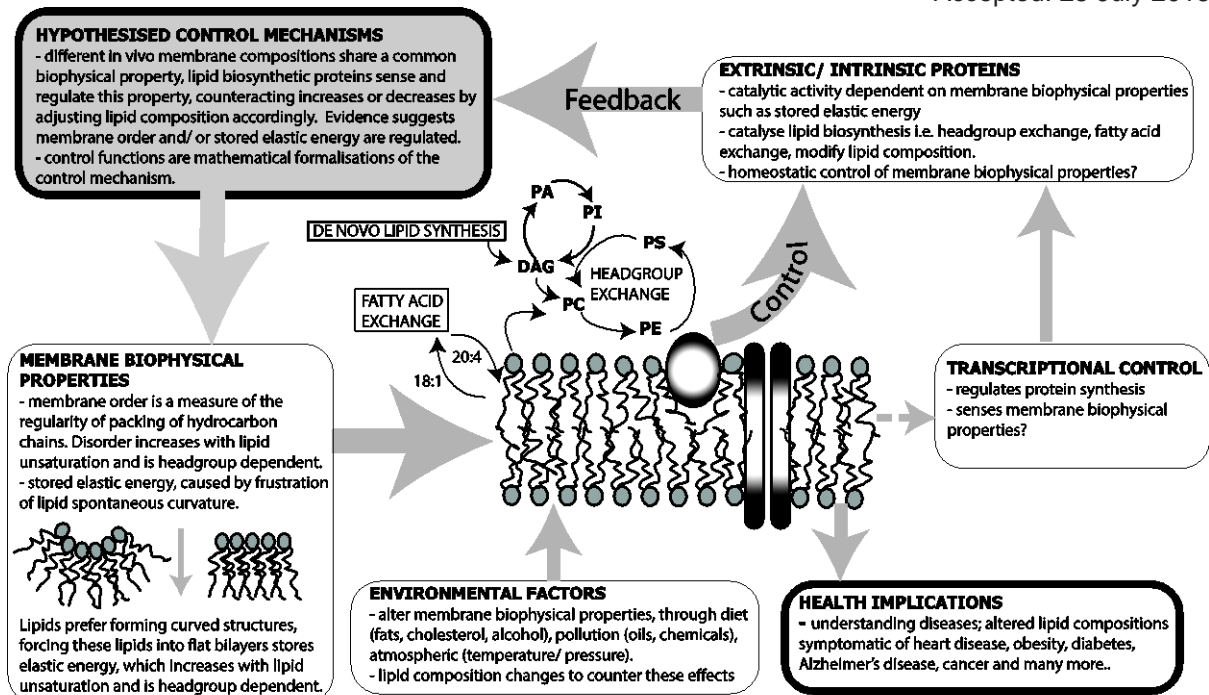 Accepted: 23 July 2013
HYPOTHESISED CONTROL MECHANISMS
- different in vivo membrane compositions share a common
biophysical property, lipid biosynthetic proteins sense and
regulate this property, counteracting increases or decreases by
adjusting lipid composition accordingly. Evidence suggests
membrane order and/ or stored elastic energy are regulated.
- control functions are mathematical formalisations of the
control mechanism.
Feedback
EXTRINSIC/ INTRINSIC PROTEINS
- catalytic activity dependent on membrane biophysical properties
such as stored elastic energy
- catalyse lipid biosynthesis i.e. headgroup exchange, fatty acid
exchange, modify lipid composition.
- homeostatic control of membrane biophysical properties?
PA
PI
DE NOVO LIPID SYNTHESIS
DAG
PS
HEADGROUP
EXCHANGE
PC
PE
Control
FATTY ACID
EXCHANGE
20:4
18:1
MEMBRANE BIOPHYSICAL
PROPERTIES
- membrane order is a measure of the
regularity of packing of hydrocarbon
chains. Disorder increases with lipid
unsaturation and is headgroup dependent.
- stored elastic energy, caused by frustration
of lipid spontaneous curvature.
Lipids prefer forming curved structures,
forcing these lipids into flat bilayers stores
elastic energy, which increases with lipid
unsaturation and is headgroup dependent.
TRANSCRIPTIONAL CONTROL
- regulates protein synthesis
- senses membrane biophysical
properties?
ENVIRONMENTAL FACTORS
- alter membrane biophysical properties, through diet
(fats, cholesterol, alcohol), pollution (oils, chemicals),
atmospheric (temperature/ pressure).
- lipid composition changes to counter these effects
HEALTH IMPLICATIONS
- understanding diseases; altered lipid compositions
symptomatic of heart disease, obesity, diabetes,
Alzheimer's disease, cancer and many more..